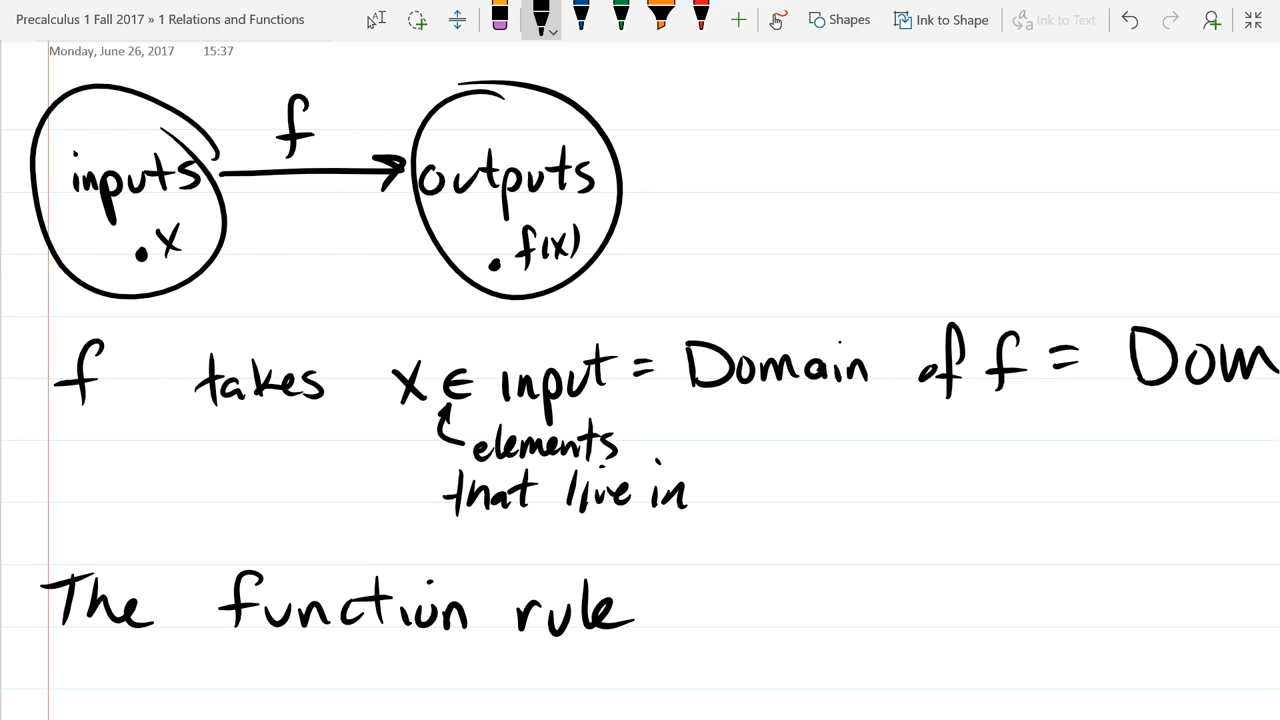 Precalculus 1 Fall 2017 » 1 Relations and Functions
Shapes
Ink to Shape
Ink to Text
Monday, June 26, 2017 15:37
f
inputs
outputs
. x
. f(x)
f takes x ∈ input = Domain of f = Dom
elements
that live in
The function rule